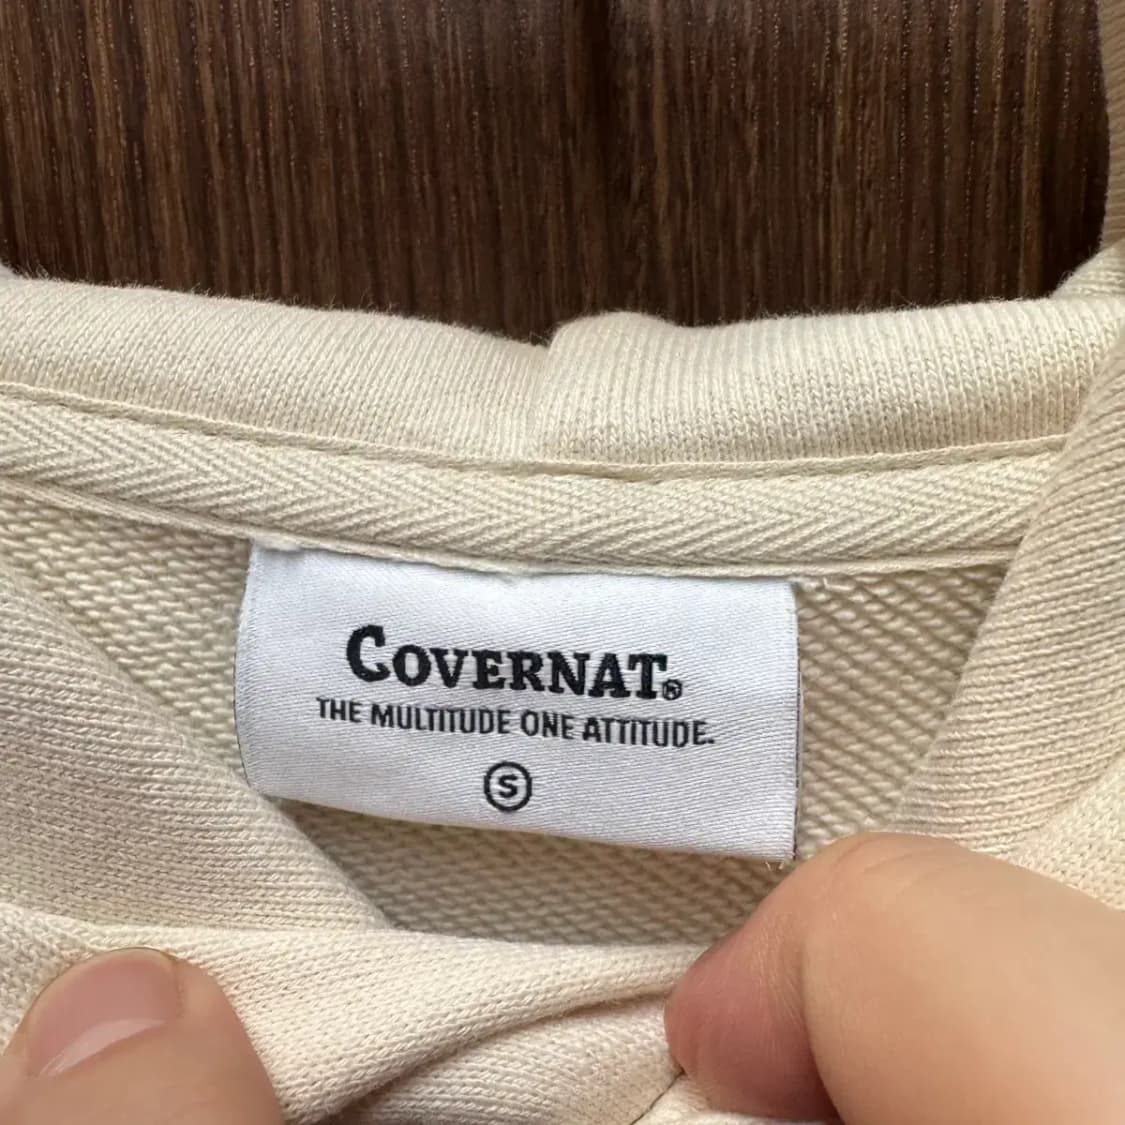 COVERNAT®
THE MULTITUDE ONE ATTITUDE.
S